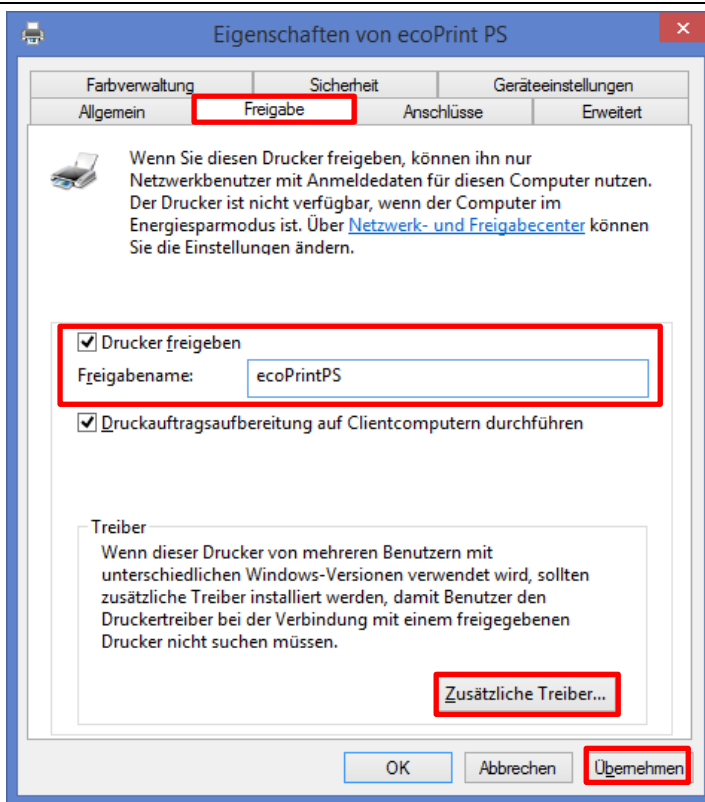 Eigenschaften von ecoPrint PS
Farbverwaltung Sicherheit Geräteeinstellungen
Allgemein Freigabe Anschlüsse Erweitert
Wenn Sie diesen Drucker freigeben, können ihn nur
Netzwerkbenutzer mit Anmeldedaten für diesen Computer nutzen.
Der Drucker ist nicht verfügbar, wenn der Computer im
Energiesparmodus ist. Über Netzwerk- und Freigabecenter können
Sie die Einstellungen ändern.
Drucker freigeben
Freigabename: ecoPrintPS
Druckauftragsaufbereitung auf Clientcomputern durchführen
Treiber
Wenn dieser Drucker von mehreren Benutzern mit
unterschiedlichen Windows-Versionen verwendet wird, sollten
zusätzliche Treiber installiert werden, damit Benutzer den
Druckertreiber bei der Verbindung mit einem freigegebenen
Drucker nicht suchen müssen.
Zusätzliche Treiber...
OK Abbrechen Übernehmen